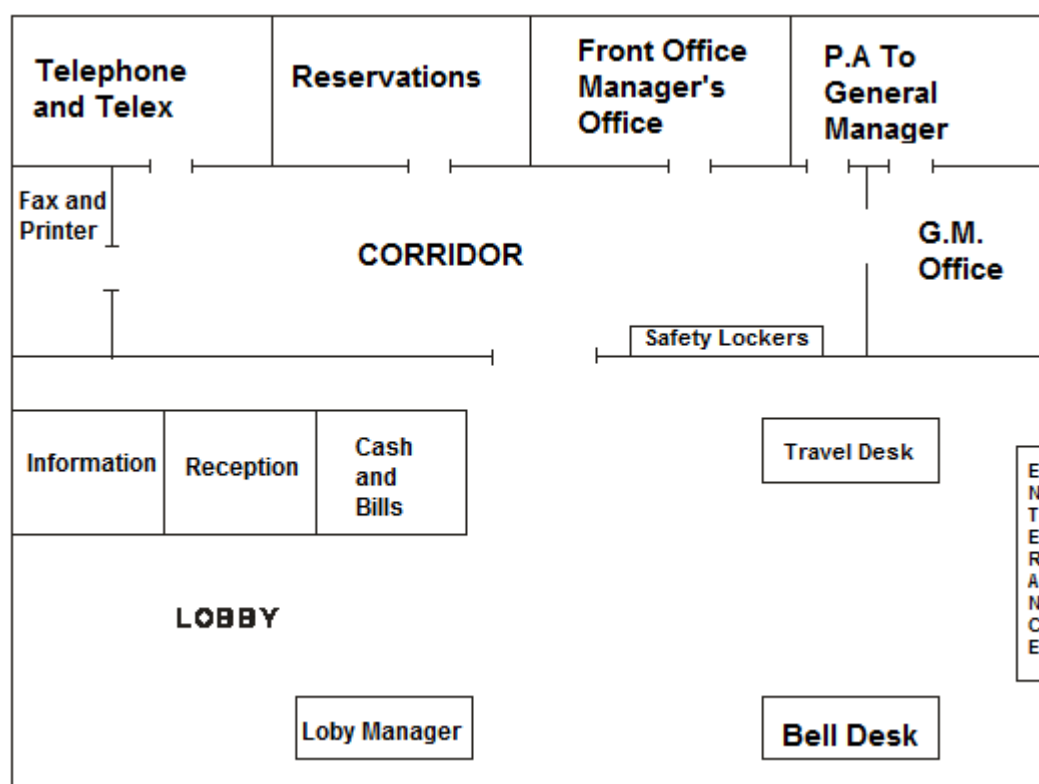 Telephone
and Telex
Reservations
Front Office
Manager's
Office
P.A To
General
Manager
Fax and
Printer
CORRIDOR
G.M.
Office
Safety Lockers
Information
Reception
Cash
and
Bills
Travel Desk
E
N
T
E
R
A
N
C
E
LOBBY
Loby Manager
Bell Desk